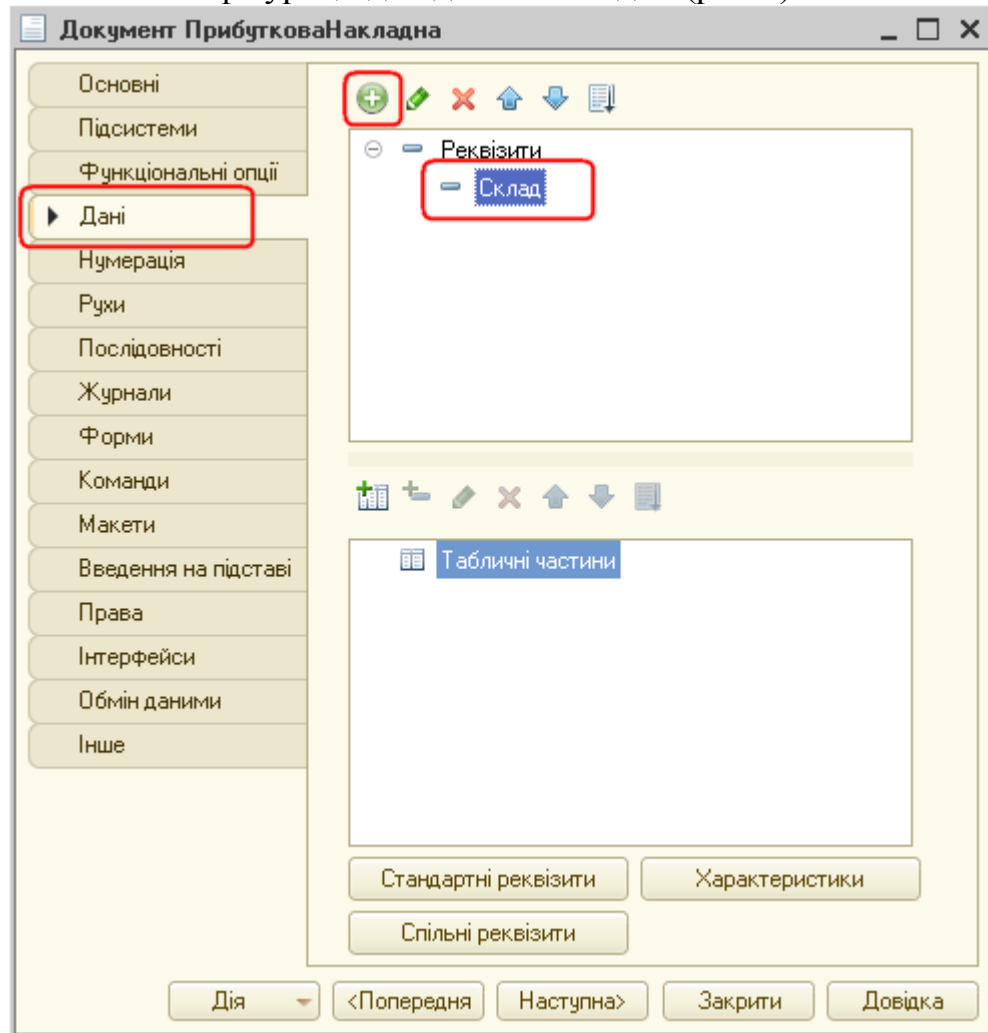 Документ ПрибутковаНакладна
Основні
Підсистеми
Функціональні опції
Дані
Нумерація
Рухи
Послідовності
Журнали
Форми
Команди
Макети
Введення на підставі
Права
Інтерфейси
Обмін даними
Інше
Реквізити
Склад
Табличні частини
Стандартні реквізити
Характеристики
Спільні реквізити
Дія
<Попередня
Наступна>
Закрити
Довідка